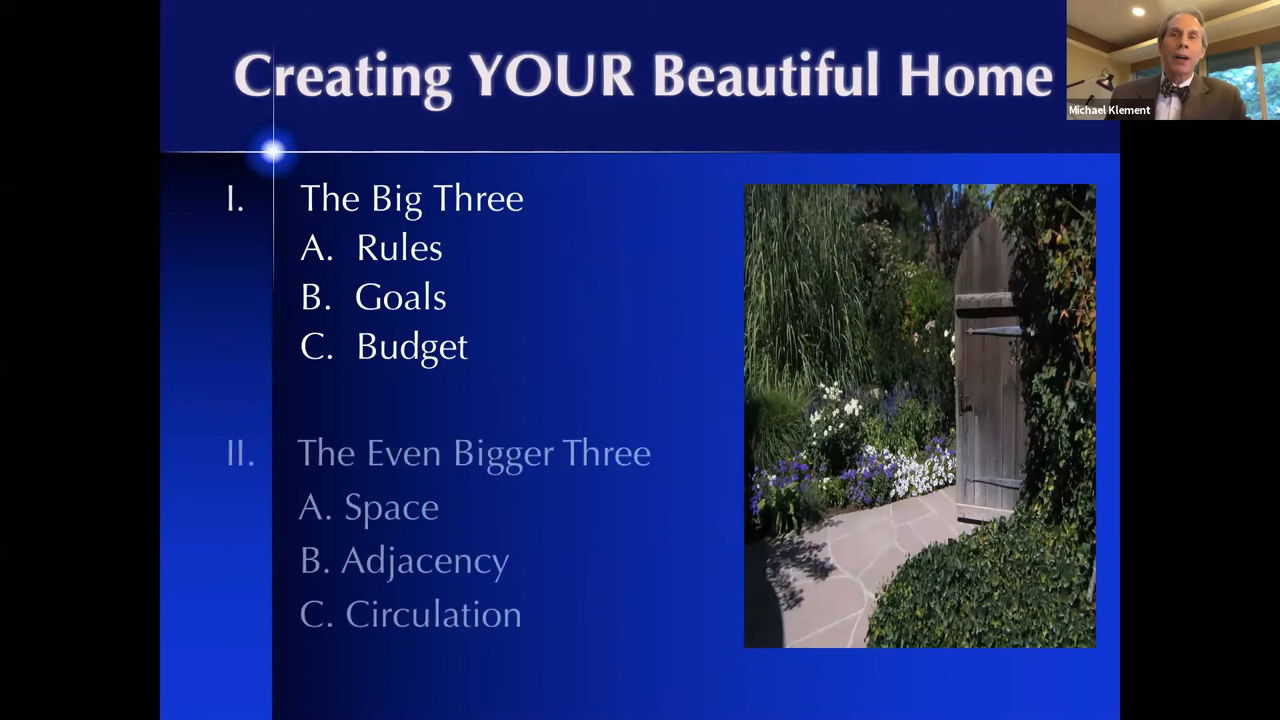 Creating YOUR Beautiful Home
Michael Klement
I. The Big Three
A. Rules
B. Goals
C. Budget
II. The Even Bigger Three
A. Space
B. Adjacency
C. Circulation